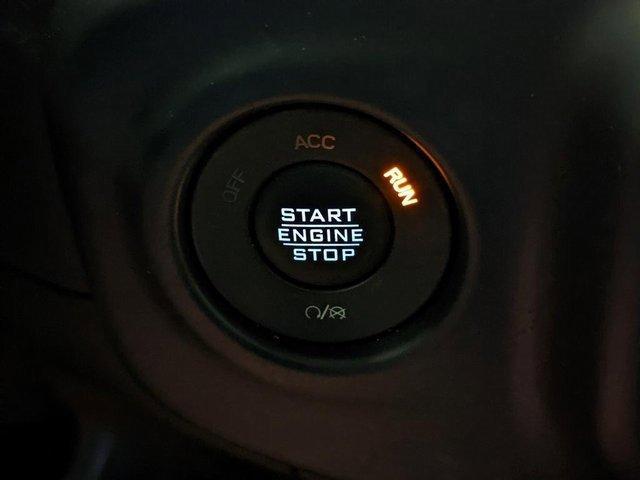 ACC
OFF
RUN
START
ENGINE
STOP